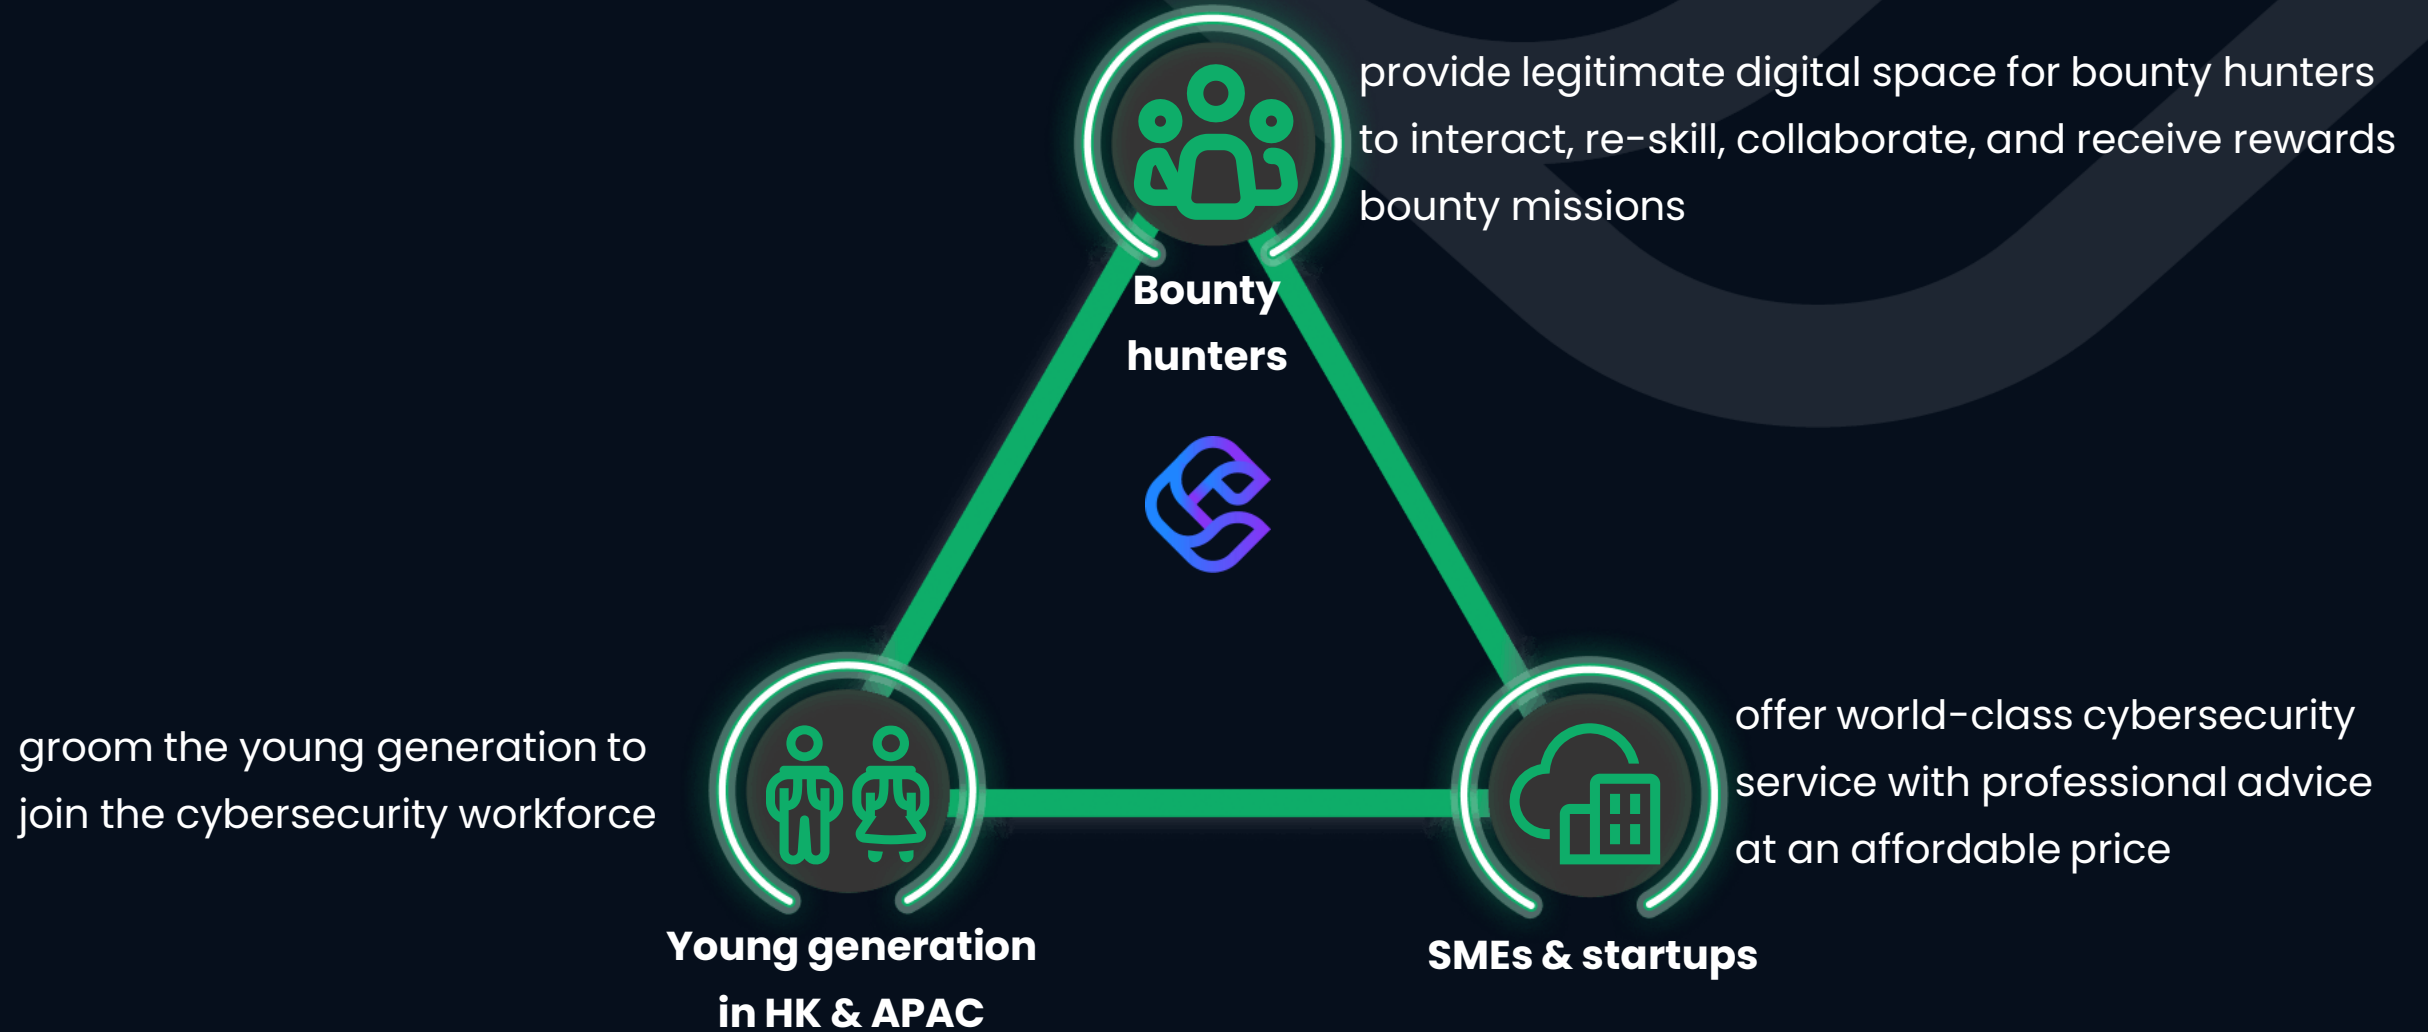 provide legitimate digital space for bounty hunters
to interact, re-skill, collaborate, and receive rewards
bounty missions
Bounty
hunters
groom the young generation to
join the cybersecurity workforce
offer world-class cybersecurity
service with professional advice
at an affordable price
Young generation
in HK & APAC
SMEs & startups